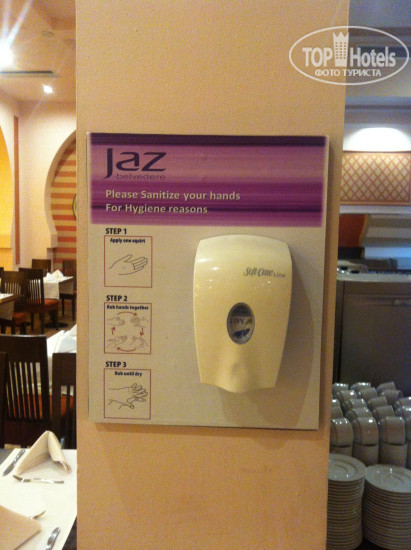 TOP Hotels
ФОТО ТУРИСТА
Jaz
belvedere
Please Sanitize your hands
For Hygiene reasons
STEP 1
Apply one squirt
STEP 2
Rub hands together
STEP 3
Rub until dry
Soft Care Line